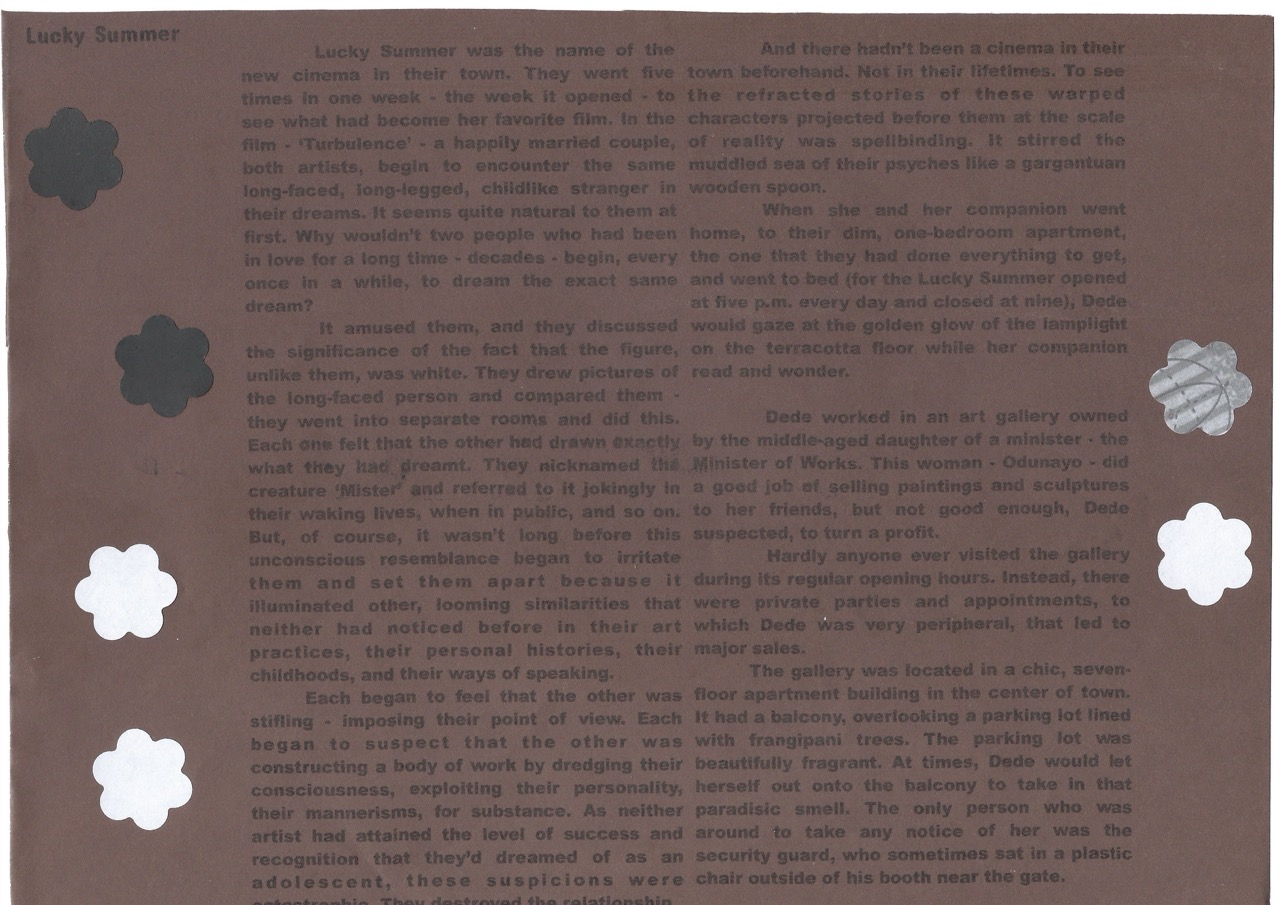 Lucky Summer
Lucky Summer was the name of the
new cinema in their town. They went five
times in one week - the week it opened - to
see what had become her favorite film. In the
film - ‘Turbulence’ - a happily married couple,
both artists, begin to encounter the same
long-faced, long-legged, childlike stranger in
their dreams. It seems quite natural to them at
first. Why wouldn’t two people who had been
in love for a long time - decades - begin, every
once in a while, to dream the exact same
dream?
It amused them, and they discussed
the significance of the fact that the figure,
unlike them, was white. They drew pictures of
the long-faced person and compared them -
they went into separate rooms and did this.
Each one felt that the other had drawn exactly
what they had dreamt. They nicknamed the
creature ‘Mister’ and referred to it jokingly in
their waking lives, when in public, and so on.
But, of course, it wasn’t long before this
unconscious resemblance began to irritate
them and set them apart because it
illuminated other, looming similarities that
neither had noticed before in their art
practices, their personal histories, their
childhoods, and their ways of speaking.
Each began to feel that the other was
stifling - imposing their point of view. Each
began to suspect that the other was
constructing a body of work by dredging their
consciousness, exploiting their personality,
their mannerisms, for substance. As neither
artist had attained the level of success and
recognition that they’d dreamed of as an
adolescent, these suspicions were
catastrophic. They destroyed the relationship.
And there hadn’t been a cinema in their
town beforehand. Not in their lifetimes. To see
the refracted stories of these warped
characters projected before them at the scale
of reality was spellbinding. It stirred the
muddled sea of their psyches like a gargantuan
wooden spoon.
When she and her companion went
home, to their dim, one-bedroom apartment,
the one that they had done everything to get,
and went to bed (for the Lucky Summer opened
at five p.m. every day and closed at nine), Dede
would gaze at the golden glow of the lamplight
on the terracotta floor while her companion
read and wonder.
Dede worked in an art gallery owned
by the middle-aged daughter of a minister - the
Minister of Works. This woman - Odunayo - did
a good job of selling paintings and sculptures
to her friends, but not good enough, Dede
suspected, to turn a profit.
Hardly anyone ever visited the gallery
during its regular opening hours. Instead, there
were private parties and appointments, to
which Dede was very peripheral, that led to
major sales.
The gallery was located in a chic, seven-
floor apartment building in the center of town.
It had a balcony, overlooking a parking lot lined
with frangipani trees. The parking lot was
beautifully fragrant. At times, Dede would let
herself out onto the balcony to take in that
paradisic smell. The only person who was
around to take any notice of her was the
security guard, who sometimes sat in a plastic
chair outside of his booth near the gate.